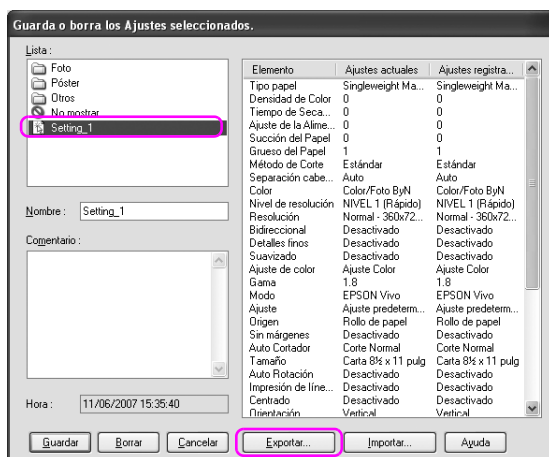 Guarda o borra los Ajustes seleccionados.
Lista :
Foto
Póster
Otros
No mostrar
Setting_1
Nombre : Setting_1
Comentario :
Hora : 11/06/2007 15:35:40
Elemento Ajustes actuales Ajustes registra...
Tipo papel Singleweight Ma... Singleweight Ma...
Densidad de Color 0 0
Tiempo de Seca... 0 0
Ajuste de la Alime... 0 0
Succión del Papel 0 0
Grueso del Papel 1 1
Método de Corte Estándar Estándar
Separación cabe... Auto Auto
Color Color/Foto ByN Color/Foto ByN
Nivel de resolución NIVEL 1 (Rápido) NIVEL 1 (Rápido)
Resolución Normal - 360x72... Normal - 360x72...
Bidireccional Desactivado Desactivado
Detalles finos Desactivado Desactivado
Suavizado Desactivado Desactivado
Ajuste de color Ajuste Color Ajuste Color
Gama 1.8 1.8
Modo EPSON Vivo EPSON Vivo
Ajuste Ajuste predeterm... Ajuste predeterm...
Origen Rollo de papel Rollo de papel
Sin márgenes Desactivado Desactivado
Auto Cortador Corte Normal Corte Normal
Tamaño Carta 8½ x 11 pulg Carta 8½ x 11 pulg
Auto Rotación Desactivado Desactivado
Impresión de líne... Desactivado Desactivado
Centrado Desactivado Desactivado
Orientación Vertical Vertical
Guardar Borrar Cancelar Exportar... Importar... Ayuda